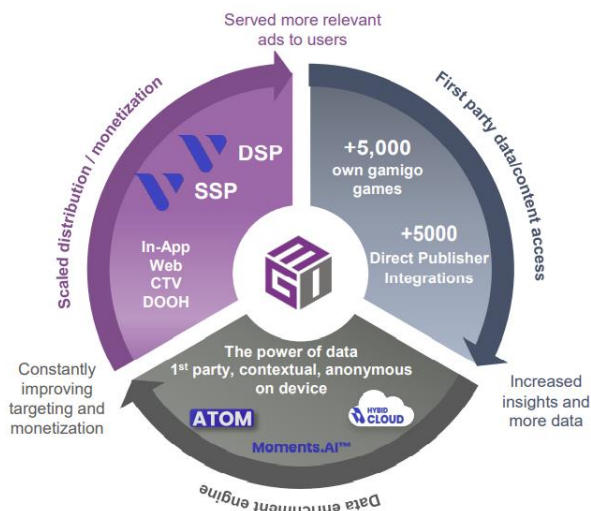 Served more relevant
ads to users
Scaled distribution / monetization
First party data/content access
DSP
SSP
In-App
Web
CTV
DOOH
+5,000
own gamigo
games
+5000
Direct Publisher
Integrations
MGI
The power of data
1st party, contextual, anonymous
on device
ATOM
HYBID
CLOUD
Moments.AI™
Constantly
improving
targeting and
monetization
Increased
insights and
more data
Data enrichment engine